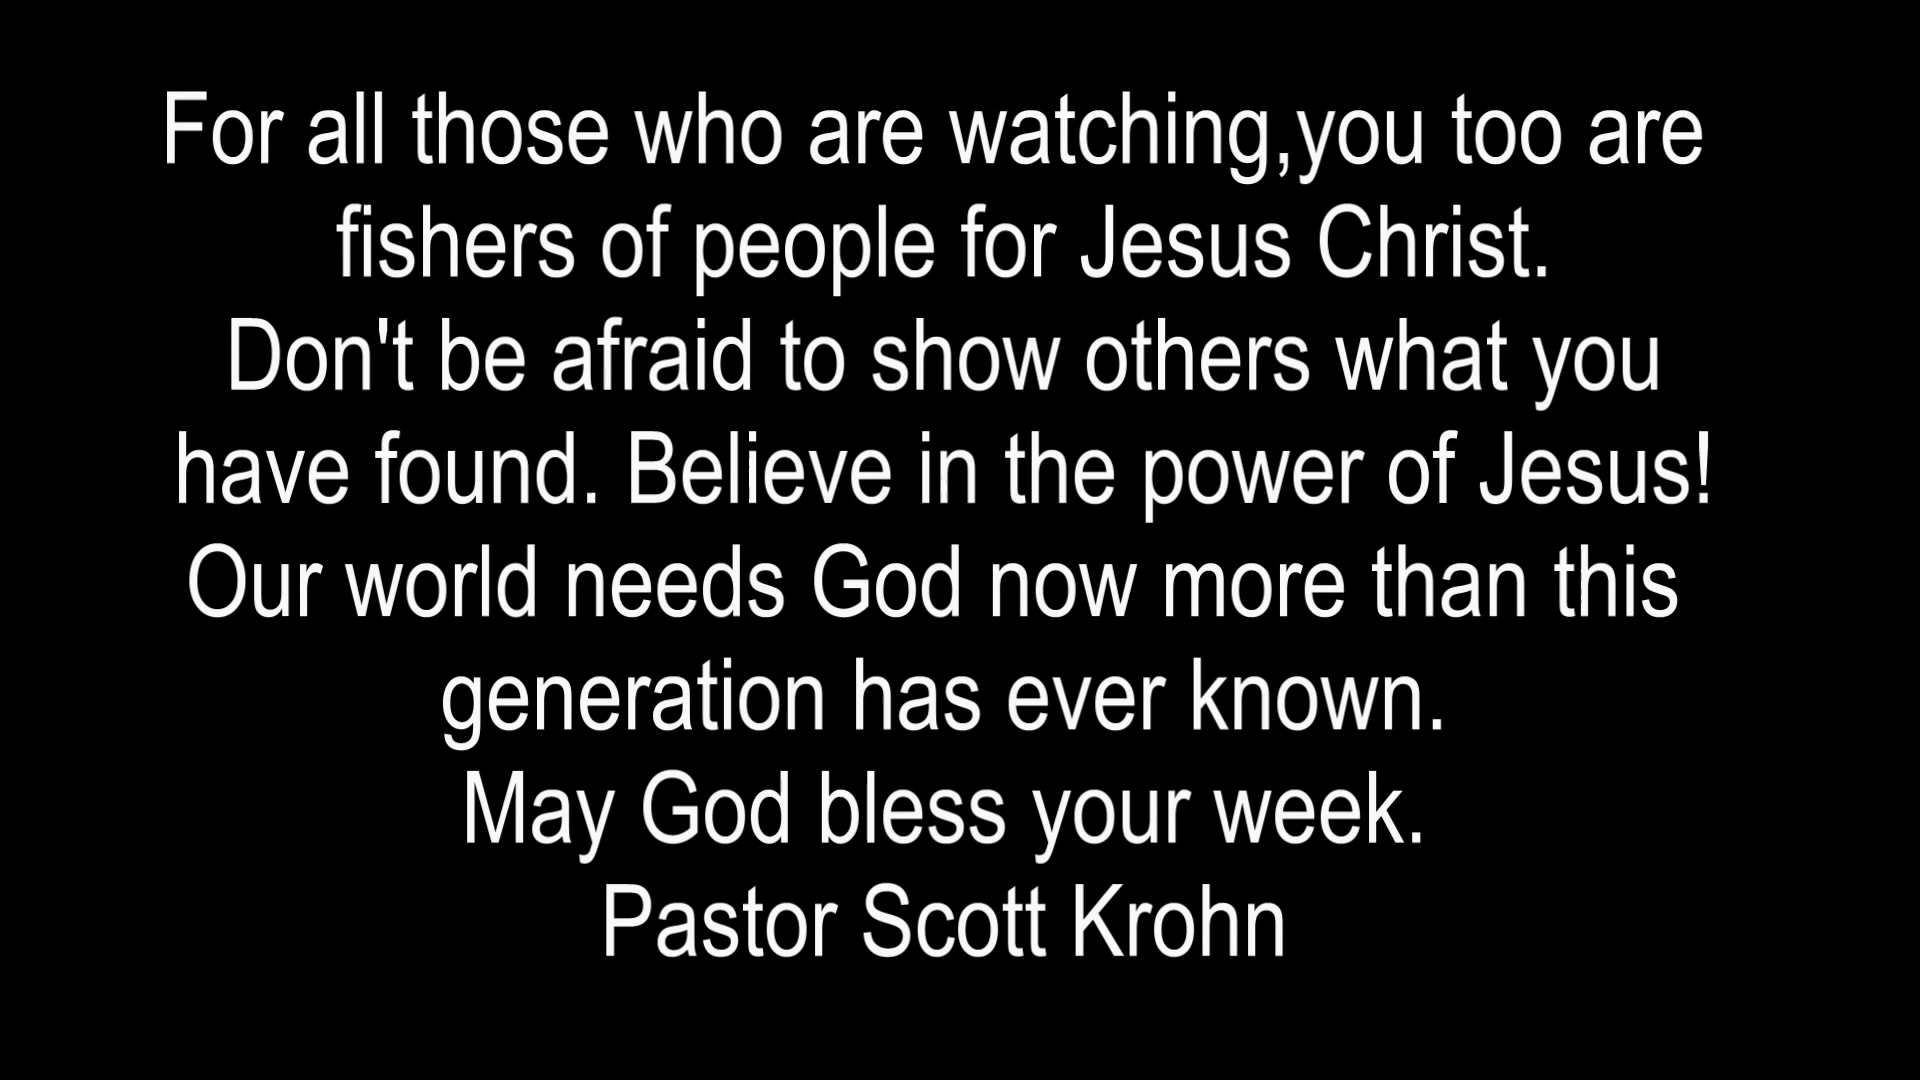 For all those who are watching,you too are
fishers of people for Jesus Christ.
Don't be afraid to show others what you
have found. Believe in the power of Jesus!
Our world needs God now more than this
generation has ever known.
May God bless your week.
Pastor Scott Krohn